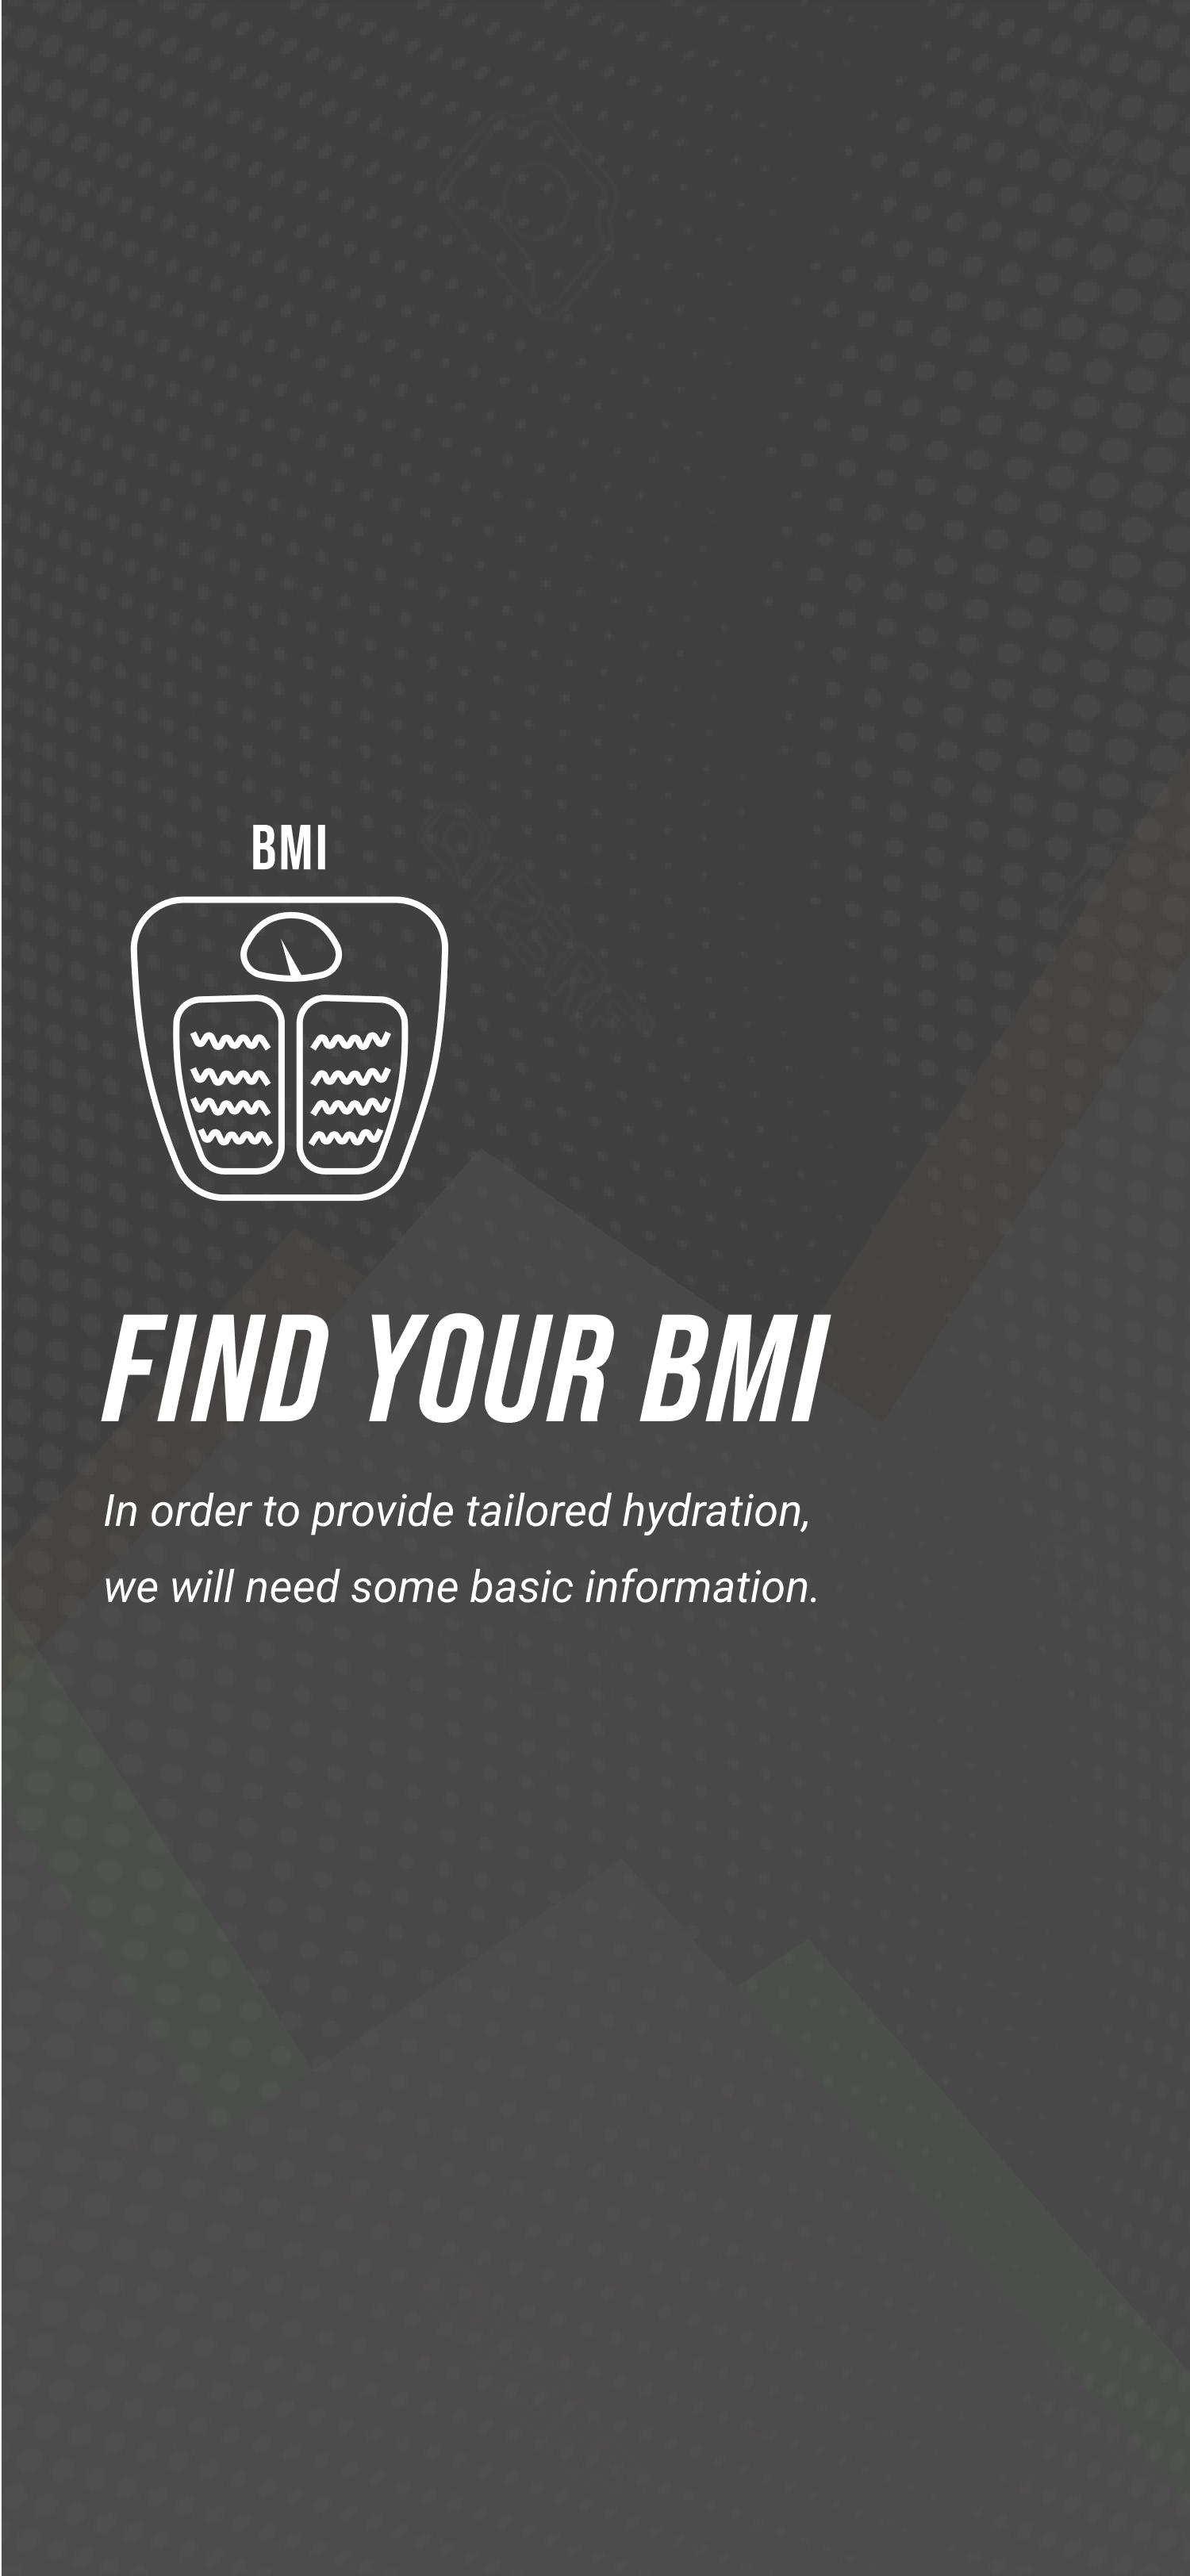 BMI
FIND YOUR BMI
In order to provide tailored hydration,
we will need some basic information.